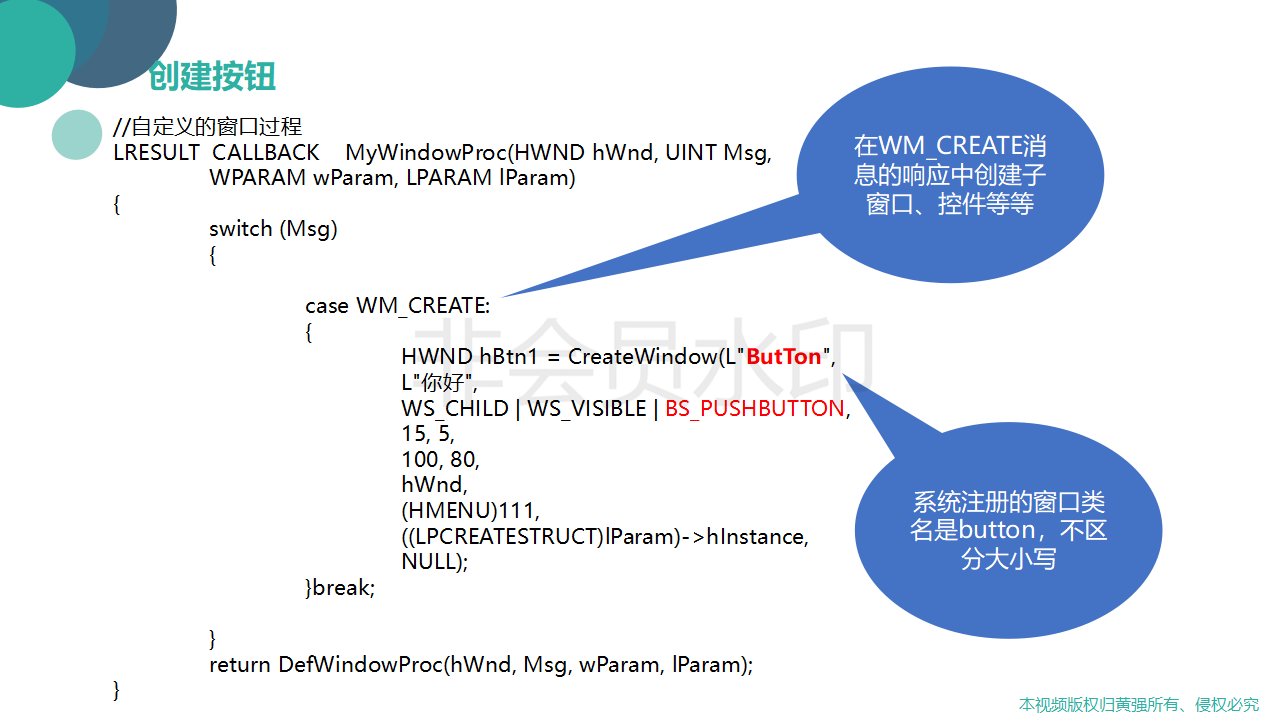 创建按钮
//自定义的窗口过程
LRESULT CALLBACK MyWindowProc(HWND hWnd, UINT Msg,
WPARAM wParam, LPARAM lParam)
{
switch (Msg)
{
case WM_CREATE:
{
HWND hBtn1 = CreateWindow(L"ButTon",
L"你好",
WS_CHILD | WS_VISIBLE | BS_PUSHBUTTON,
15, 5,
100, 80,
hWnd,
(HMENU)111,
((LPCREATESTRUCT)lParam)->hInstance,
NULL);
}break;
}
return DefWindowProc(hWnd, Msg, wParam, lParam);
}
在WM_CREATE消
息的响应中创建子
窗口、控件等等
系统注册的窗口类
名是button，不区
分大小写
非会员水印
本视频版权归黄强所有、侵权必究